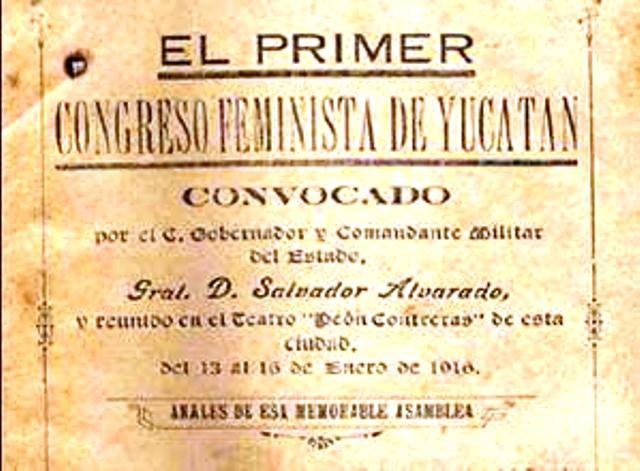 EL PRIMER
CONGRESO FEMINISTA DE YUCATAN
CONVOCADO
por el C. Gobernador y Comandante Militar
del Estado,
Gral. D. Salvador Alvarado,
y reunido en el Teatro "Peón Contreras" de esta
ciudad,
del 13 al 16 de Enero de 1916.
ANALES DE ESA MEMORABLE ASAMBLEA